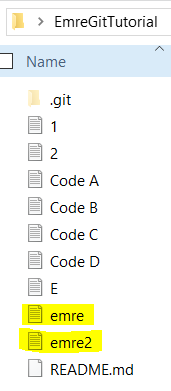 EmreGitTutorial
Name
.git
1
2
Code A
Code B
Code C
Code D
E
emre
emre2
README.md